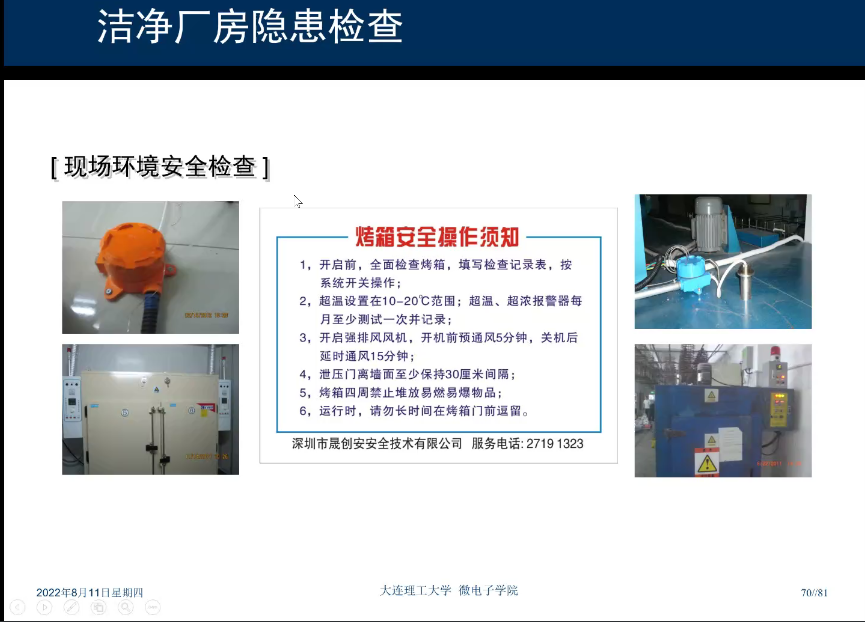 洁净厂房隐患检查
[ 现场环境安全检查 ]
烤箱安全操作须知
1，开启前，全面检查烤箱，填写检查记录表，按
系统开关操作；
2，超温设置在10-20℃范围；超温、超浓报警器每
月至少测试一次并记录；
3，开启强排风风机，开机前预通风5分钟，关机后
延时通风15分钟；
4，泄压门离墙面至少保持30厘米间隔；
5，烤箱四周禁止堆放易燃易爆物品；
6，运行时，请勿长时间在烤箱门前逗留。
深圳市晟创安安全技术有限公司 服务电话: 2719 1323
2022年8月11日星期四
大连理工大学 微电子学院
70//81